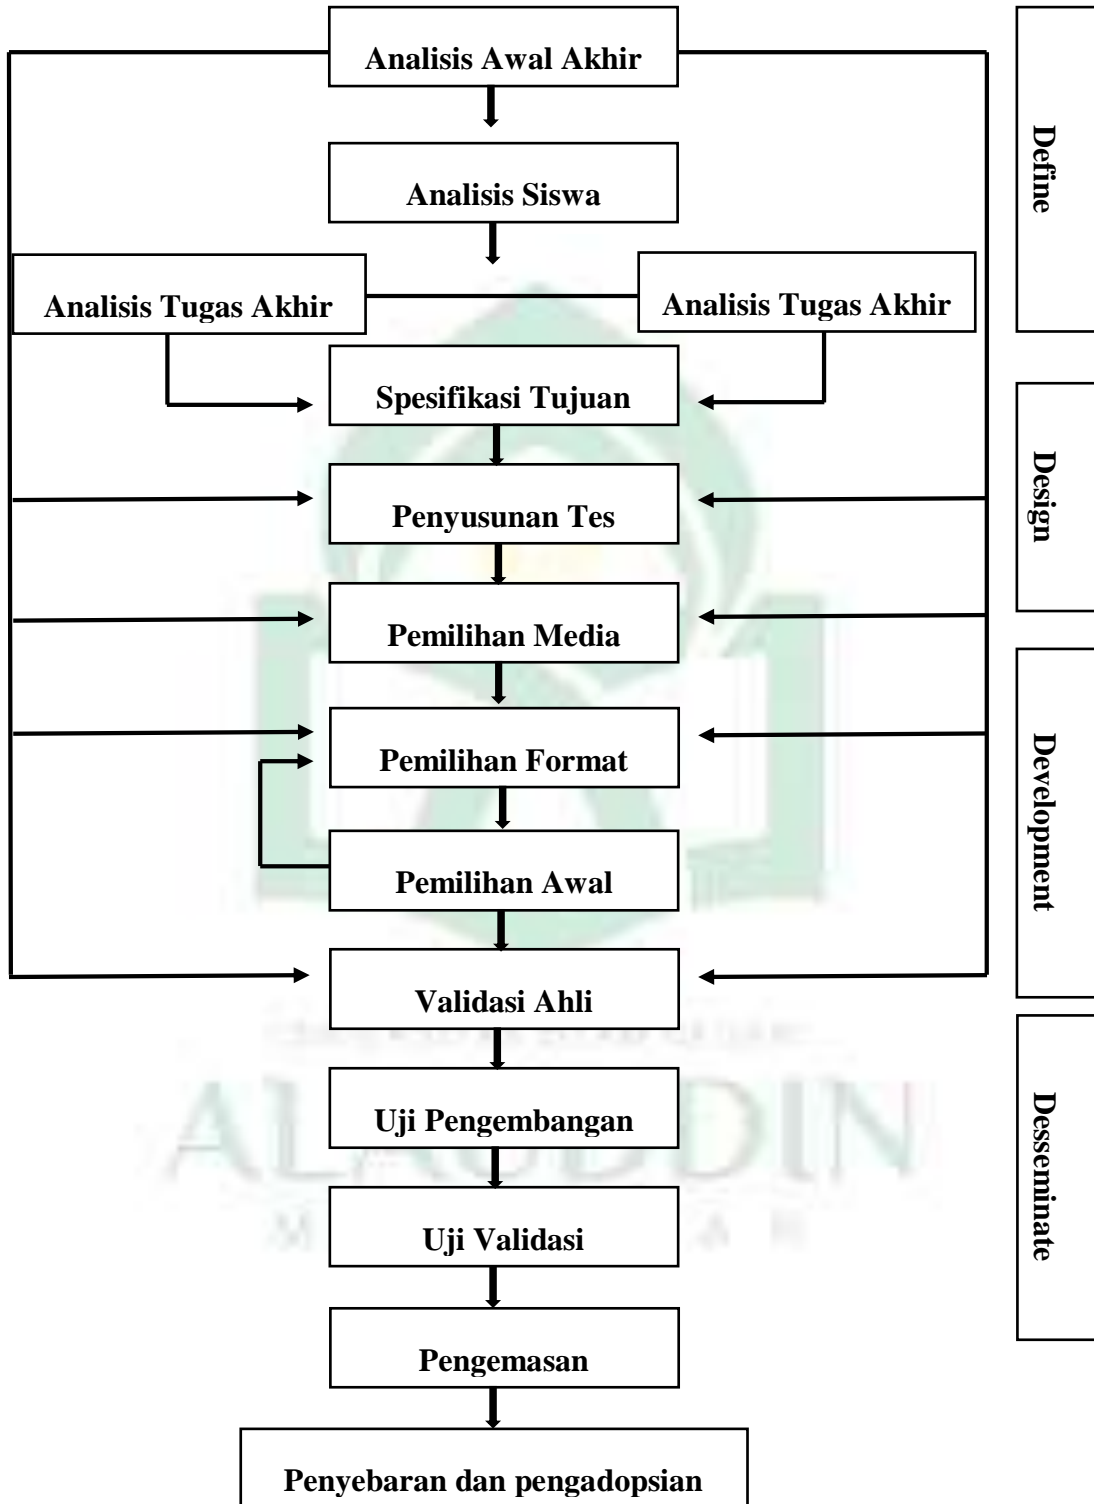 Analisis Awal Akhir
Analisis Siswa
Analisis Tugas Akhir
Analisis Tugas Akhir
Spesifikasi Tujuan
Penyusunan Tes
Pemilihan Media
Pemilihan Format
Pemilihan Awal
Validasi Ahli
Uji Pengembangan
Uji Validasi
Pengemasan
Penyebaran dan pengadopsian
Define
Design
Development
Desseminate
ALAUDDIN